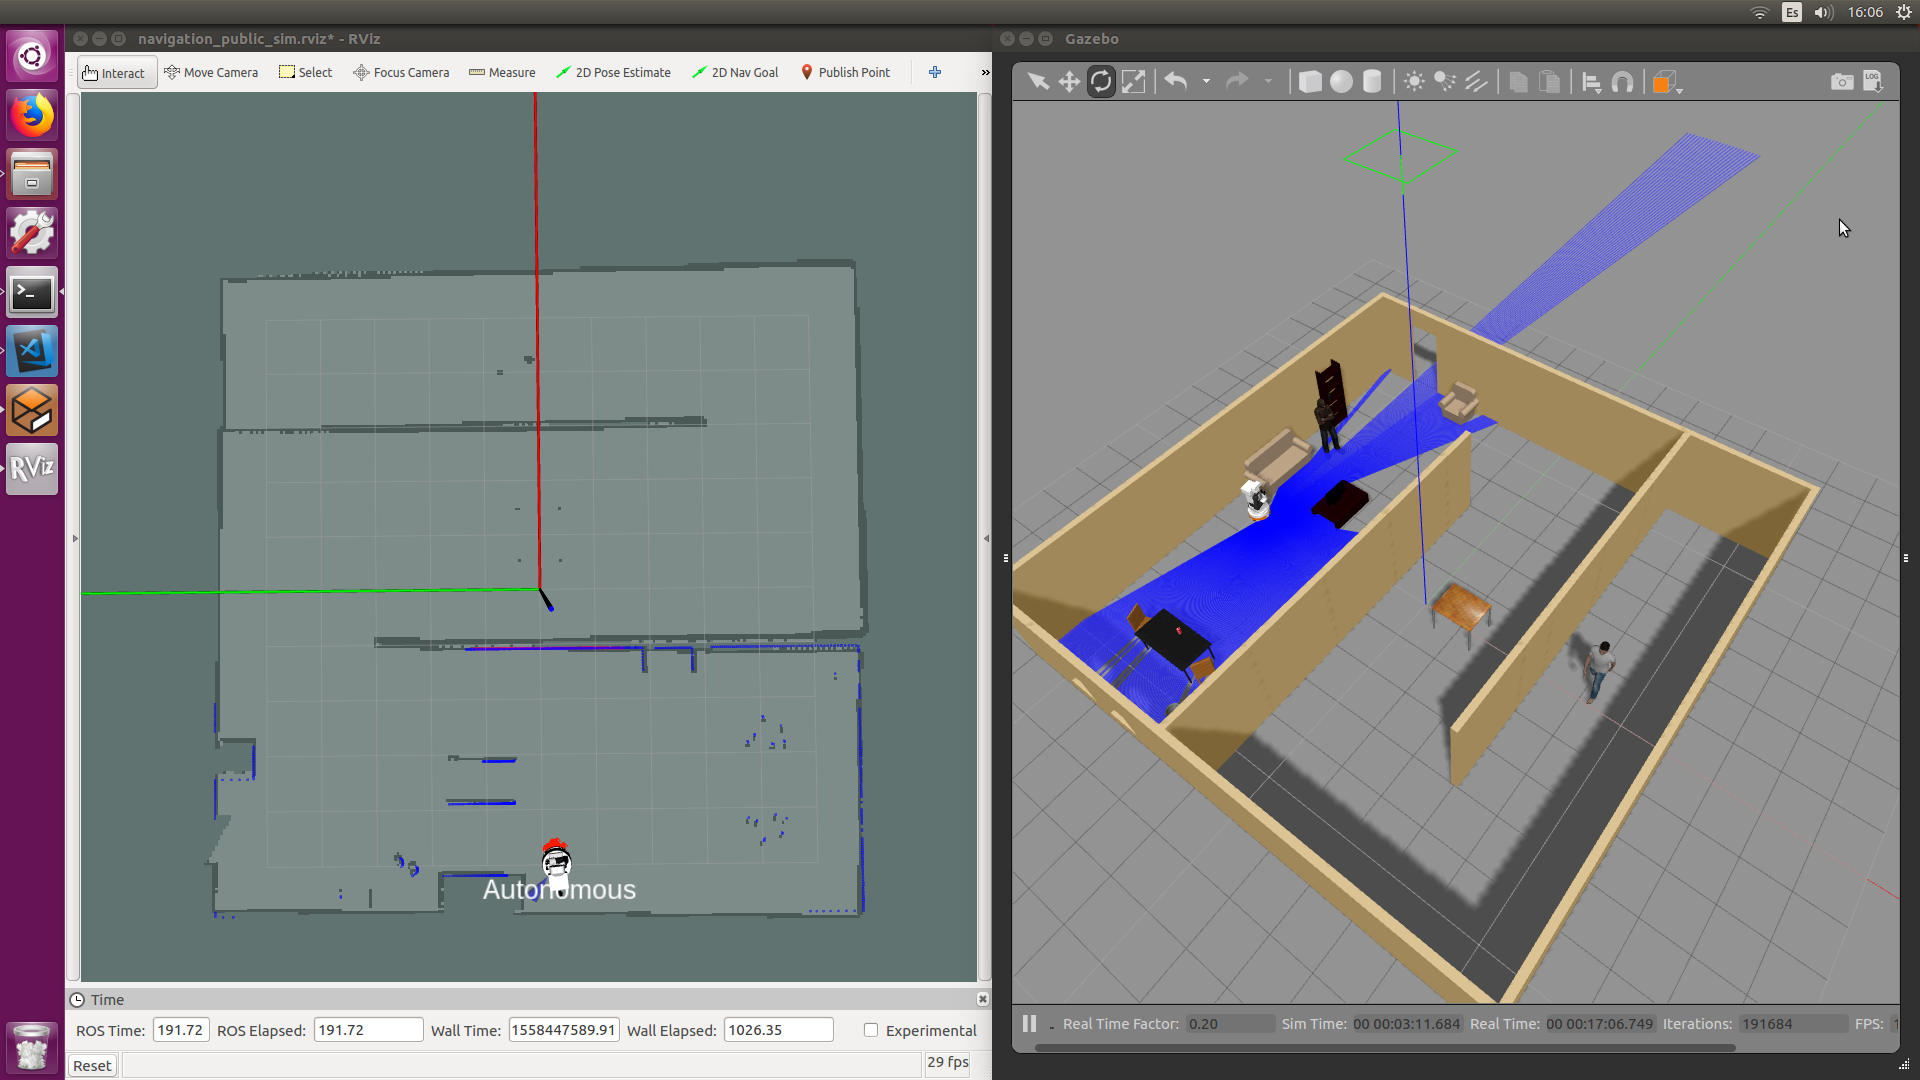 Es 16:06
navigation_public_sim.rviz* - RViz
Interact Move Camera Select Focus Camera Measure 2D Pose Estimate 2D Nav Goal Publish Point »
Autonomous
Time
ROS Time: 191.72 ROS Elapsed: 191.72 Wall Time: 1558447589.91 Wall Elapsed: 1026.35 Experimental
Reset 29 fps
RViz
Gazebo
LOG
Real Time Factor: 0.20 Sim Time: 00 00:03:11.684 Real Time: 00 00:17:06.749 Iterations: 191684 FPS: